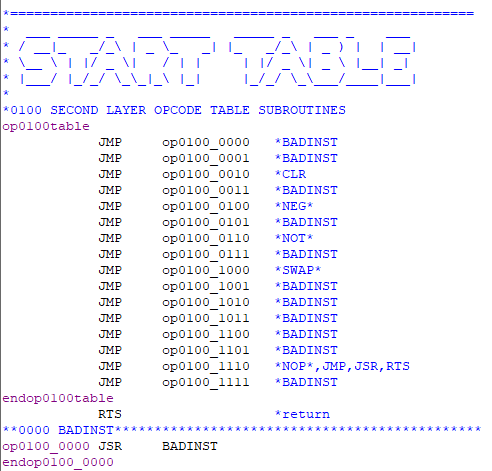 *==========================================================
*
* START TABLE
*
*0100 SECOND LAYER OPCODE TABLE SUBROUTINES
op0100table
            JMP     op0100_0000   *BADINST
            JMP     op0100_0001   *BADINST
            JMP     op0100_0010   *CLR
            JMP     op0100_0011   *BADINST
            JMP     op0100_0100   *NEG*
            JMP     op0100_0101   *BADINST
            JMP     op0100_0110   *NOT*
            JMP     op0100_0111   *BADINST
            JMP     op0100_1000   *SWAP*
            JMP     op0100_1001   *BADINST
            JMP     op0100_1010   *BADINST
            JMP     op0100_1011   *BADINST
            JMP     op0100_1100   *BADINST
            JMP     op0100_1101   *BADINST
            JMP     op0100_1110   *NOP*,JMP,JSR,RTS
            JMP     op0100_1111   *BADINST
endop0100table
            RTS                   *return
**0000 BADINST**********************************************
op0100_0000 JSR     BADINST
endop0100_0000